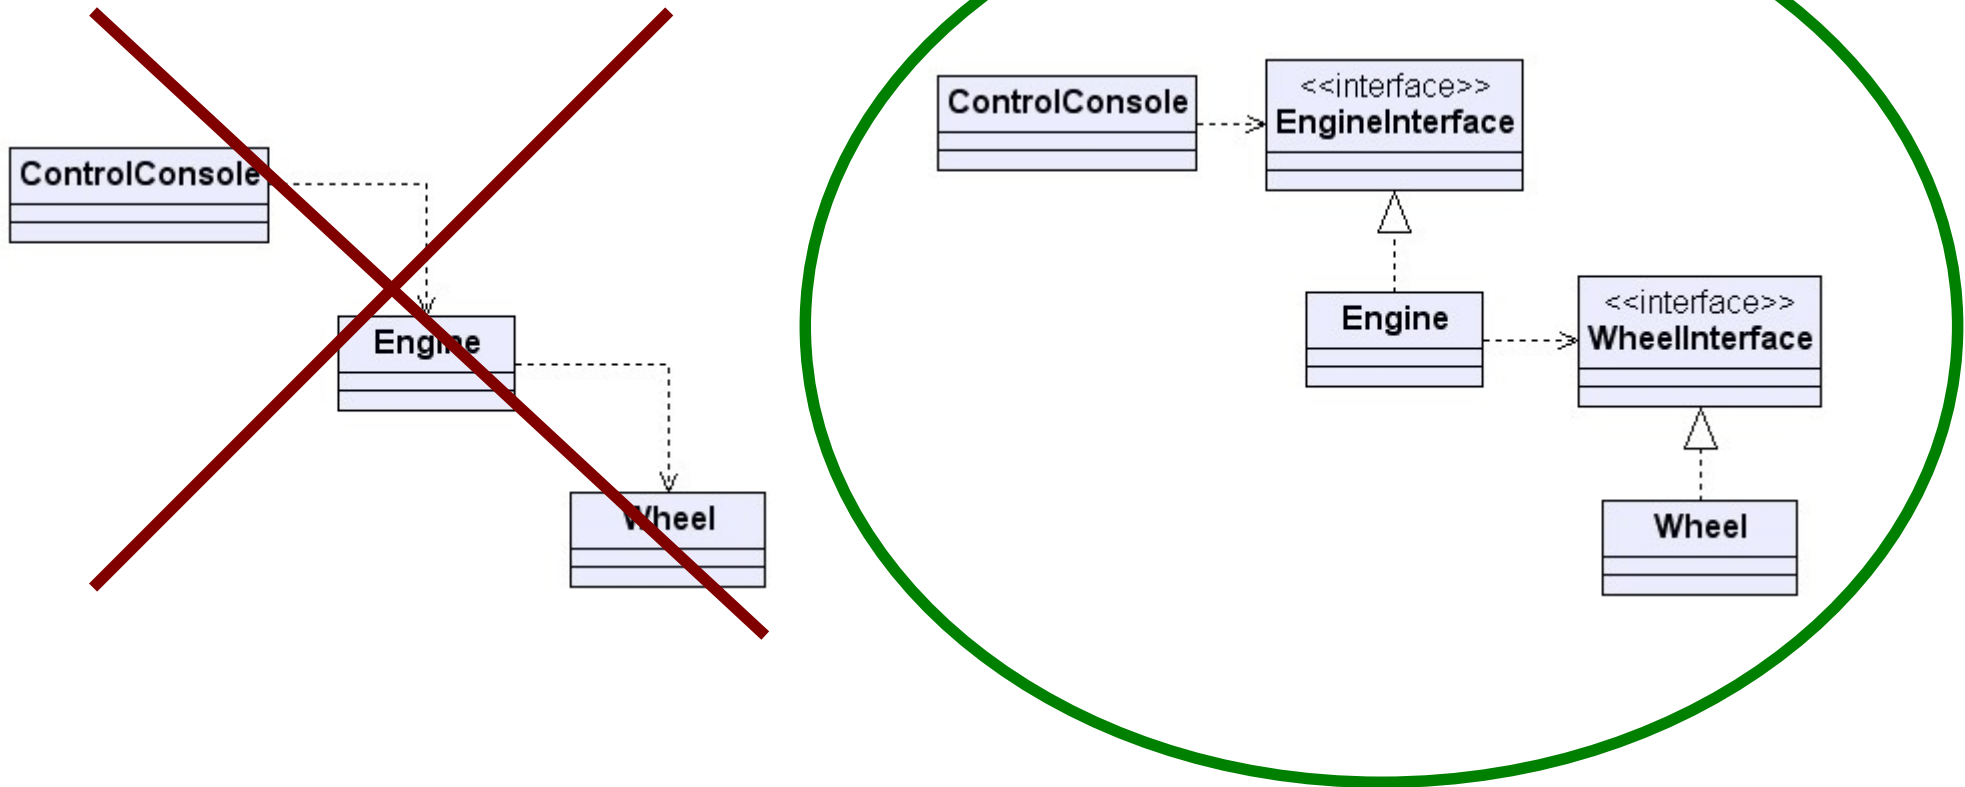 ControlConsole
Engine
Wheel
ControlConsole
<<interface>>
EngineInterface
Engine
<<interface>>
WheelInterface
Wheel